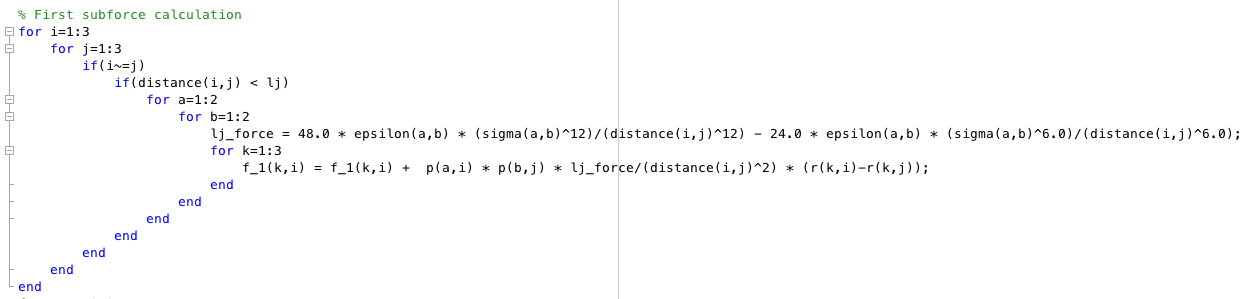 % First subforce calculation
for i=1:3
    for j=1:3
        if(i~=j)
            if(distance(i,j) < lj)
                for a=1:2
                    for b=1:2
                        lj_force = 48.0 * epsilon(a,b) * (sigma(a,b)^12)/(distance(i,j)^12) - 24.0 * epsilon(a,b) * (sigma(a,b)^6.0)/(distance(i,j)^6.0);
                        for k=1:3
                            f_1(k,i) = f_1(k,i) +  p(a,i) * p(b,j) * lj_force/(distance(i,j)^2) * (r(k,i)-r(k,j));
                        end
                    end
                end
            end
        end
    end
end